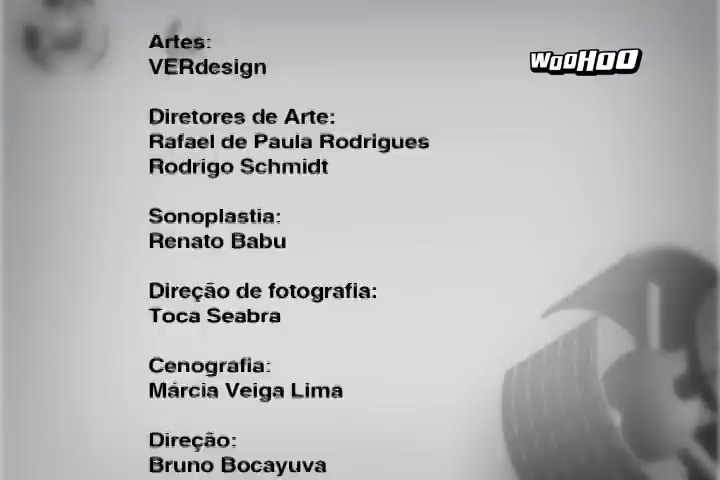 Artes:
VERdesign
WOOHOO
Diretores de Arte:
Rafael de Paula Rodrigues
Rodrigo Schmidt
Sonoplastia:
Renato Babu
Direção de fotografia:
Toca Seabra
Cenografia:
Márcia Veiga Lima
Direção:
Bruno Bocayuva